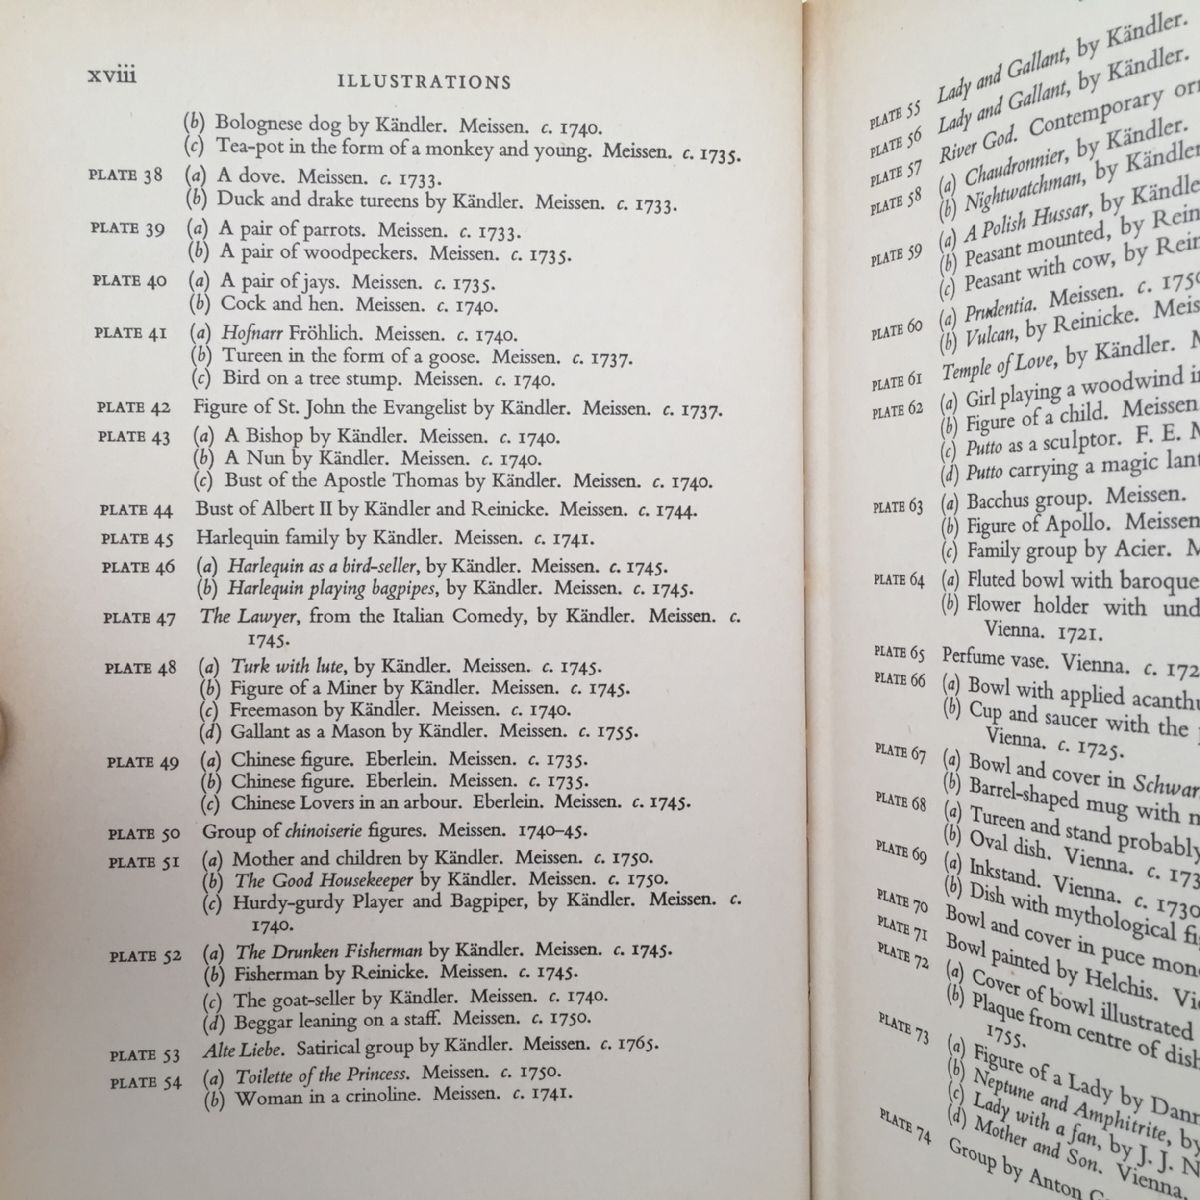 xviii
ILLUSTRATIONS
(b) Bolognese dog by Kändler. Meissen. c. 1740.
(c) Tea-pot in the form of a monkey and young. Meissen. c. 1735.
PLATE 38 (a) A dove. Meissen. c. 1733.
(b) Duck and drake tureens by Kändler. Meissen. c. 1733.
PLATE 39 (a) A pair of parrots. Meissen. c. 1733.
(b) A pair of woodpeckers. Meissen. c. 1735.
PLATE 40 (a) A pair of jays. Meissen. c. 1735.
(b) Cock and hen. Meissen. c. 1740.
PLATE 41 (a) Hofnarr Fröhlich. Meissen. c. 1740.
(b) Tureen in the form of a goose. Meissen. c. 1737.
(c) Bird on a tree stump. Meissen. c. 1740.
PLATE 42 Figure of St. John the Evangelist by Kändler. Meissen. c. 1737.
PLATE 43 (a) A Bishop by Kändler. Meissen. c. 1740.
(b) A Nun by Kändler. Meissen. c. 1740.
(c) Bust of the Apostle Thomas by Kändler. Meissen. c. 1740.
PLATE 44 Bust of Albert II by Kändler and Reinicke. Meissen. c. 1744.
PLATE 45 Harlequin family by Kändler. Meissen. c. 1741.
PLATE 46 (a) Harlequin as a bird-seller, by Kändler. Meissen. c. 1745.
(b) Harlequin playing bagpipes, by Kändler. Meissen. c. 1745.
PLATE 47 The Lawyer, from the Italian Comedy, by Kändler. Meissen. c.
1745.
PLATE 48 (a) Turk with lute, by Kändler. Meissen. c. 1745.
(b) Figure of a Miner by Kändler. Meissen. c. 1745.
(c) Freemason by Kändler. Meissen. c. 1740.
(d) Gallant as a Mason by Kändler. Meissen. c. 1755.
PLATE 49 (a) Chinese figure. Eberlein. Meissen. c. 1735.
(b) Chinese figure. Eberlein. Meissen. c. 1735.
(c) Chinese Lovers in an arbour. Eberlein. Meissen. c. 1745.
PLATE 50 Group of chinoiserie figures. Meissen. 1740–45.
PLATE 51 (a) Mother and children by Kändler. Meissen. c. 1750.
(b) The Good Housekeeper by Kändler. Meissen. c. 1750.
(c) Hurdy-gurdy Player and Bagpiper, by Kändler. Meissen. c.
1740.
PLATE 52 (a) The Drunken Fisherman by Kändler. Meissen. c. 1745.
(b) Fisherman by Reinicke. Meissen. c. 1745.
(c) The goat-seller by Kändler. Meissen. c. 1740.
(d) Beggar leaning on a staff. Meissen. c. 1750.
PLATE 53 Alte Liebe. Satirical group by Kändler. Meissen. c. 1765.
PLATE 54 (a) Toilette of the Princess. Meissen. c. 1750.
(b) Woman in a crinoline. Meissen. c. 1741.
PLATE 55 Lady and Gallant, by Kändler.
PLATE 56 Lady and Gallant, by Kändler.
PLATE 57 River God. Contemporary
PLATE 58 (a) Chaudronnier, by Kändler.
(b) Nightwatchman, by Kändler
PLATE 59 (a) A Polish Hussar, by Kändle
(b) Peasant mounted, by Rein
(c) Peasant with cow, by Rein
PLATE 60 (a) Prudentia. Meissen. c. 1750
(b) Vulcan, by Reinicke. Meis
PLATE 61 Temple of Love, by Kändler.
PLATE 62 (a) Girl playing a woodwind
(b) Figure of a child. Meissen
(c) Putto as a sculptor. F. E. M
(d) Putto carrying a magic lant
PLATE 63 (a) Bacchus group. Meissen.
(b) Figure of Apollo. Meissen
(c) Family group by Acier. M
PLATE 64 (a) Fluted bowl with baroque
(b) Flower holder with und
Vienna. 1721.
PLATE 65 Perfume vase. Vienna. c. 172
PLATE 66 (a) Bowl with applied acanthu
(b) Cup and saucer with the
Vienna. c. 1725.
PLATE 67 (a) Bowl and cover in Schwar
(b) Barrel-shaped mug with m
PLATE 68 (a) Tureen and stand probably
(b) Oval dish. Vienna. c. 173
PLATE 69 (a) Inkstand. Vienna. c. 1730
(b) Dish with mythological fi
PLATE 70 Bowl and cover in puce mon
PLATE 71 Bowl painted by Helchis. Vi
PLATE 72 (a) Cover of bowl illustrated
(b) Plaque from centre of dish
1755.
PLATE 73 (a) Figure of a Lady by Dann
(b) Neptune and Amphitrite, by
(c) Lady with a fan, by J. J. N
(d) Mother and Son. Vienna.
PLATE 74 Group by Anton